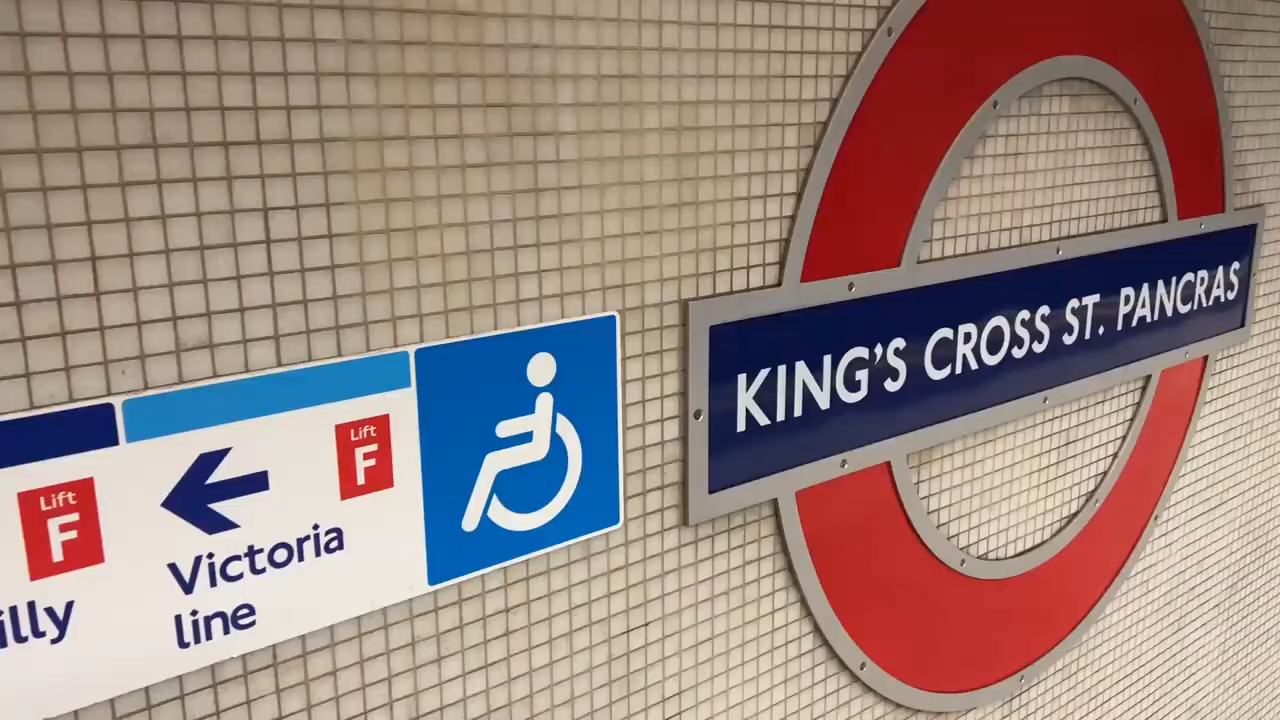 Lift
F
illy
Lift
F
Victoria
line
KING'S CROSS ST. PANCRAS